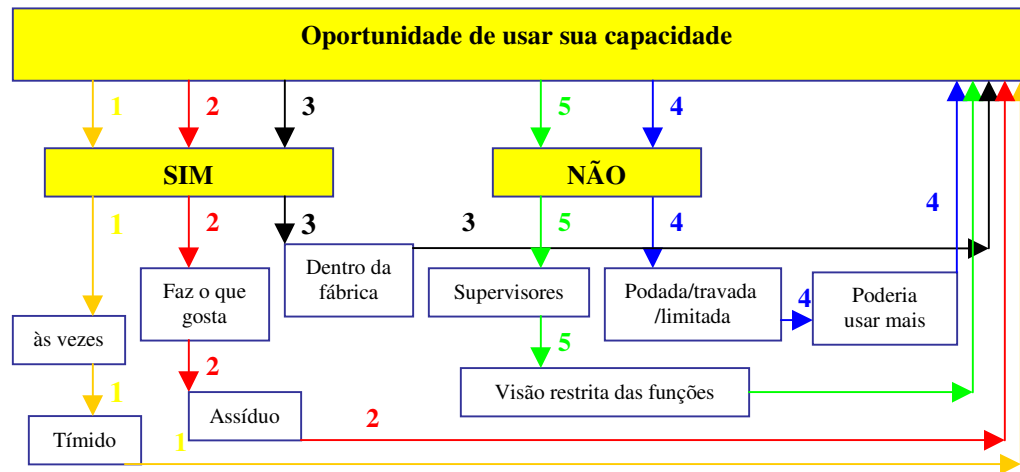 Oportunidade de usar sua capacidade
1 2 3 5 4
SIM NÃO
1 2 3 3 5 4 4
Dentro da
fábrica
Faz o que
gosta
Supervisores
Podada/travada
/limitada
4
Poderia
usar mais
às vezes
2 5
Visão restrita das funções
1
Assíduo 2
Tímido 1